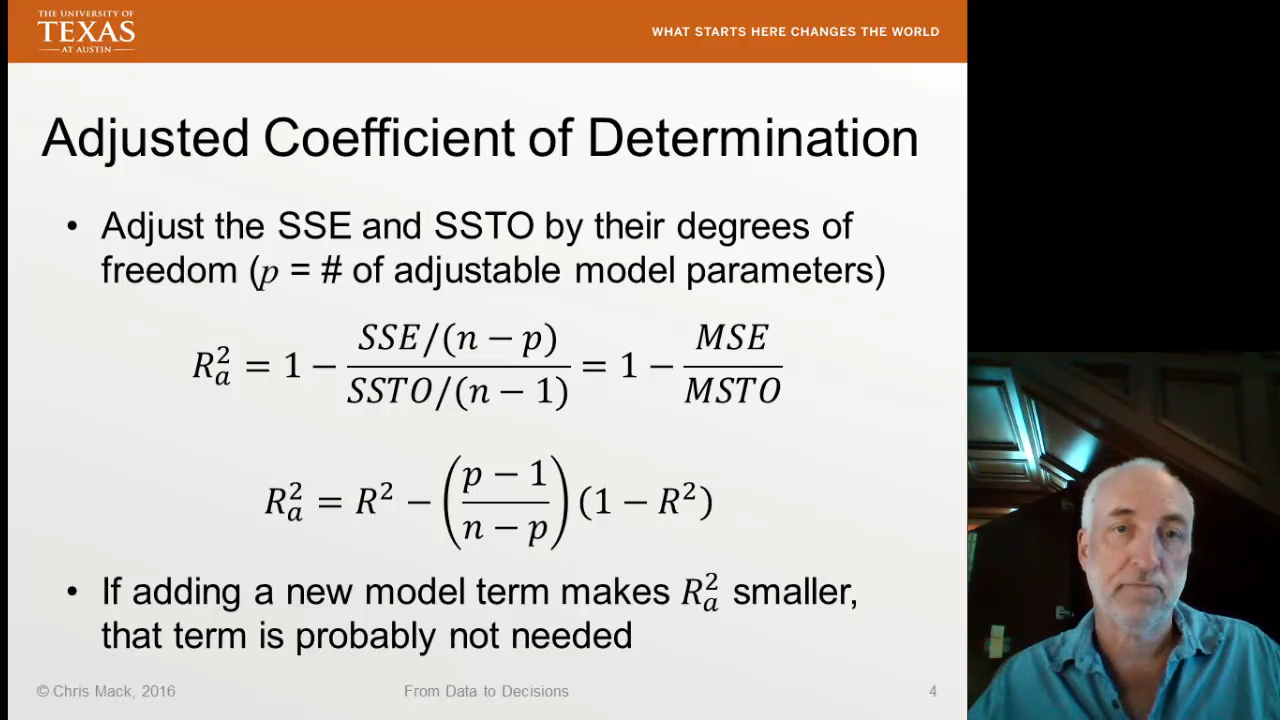 THE UNIVERSITY OF
TEXAS
AT AUSTIN
WHAT STARTS HERE CHANGES THE WORLD
Adjusted Coefficient of Determination
• Adjust the SSE and SSTO by their degrees of
freedom (p = # of adjustable model parameters)
R²ₐ = 1 − (SSE/(n − p))/(SSTO/(n − 1)) = 1 − MSE/MSTO
R²ₐ = R² − ((p − 1)/(n − p)) (1 − R²)
• If adding a new model term makes R²ₐ smaller,
that term is probably not needed
© Chris Mack, 2016
From Data to Decisions
4